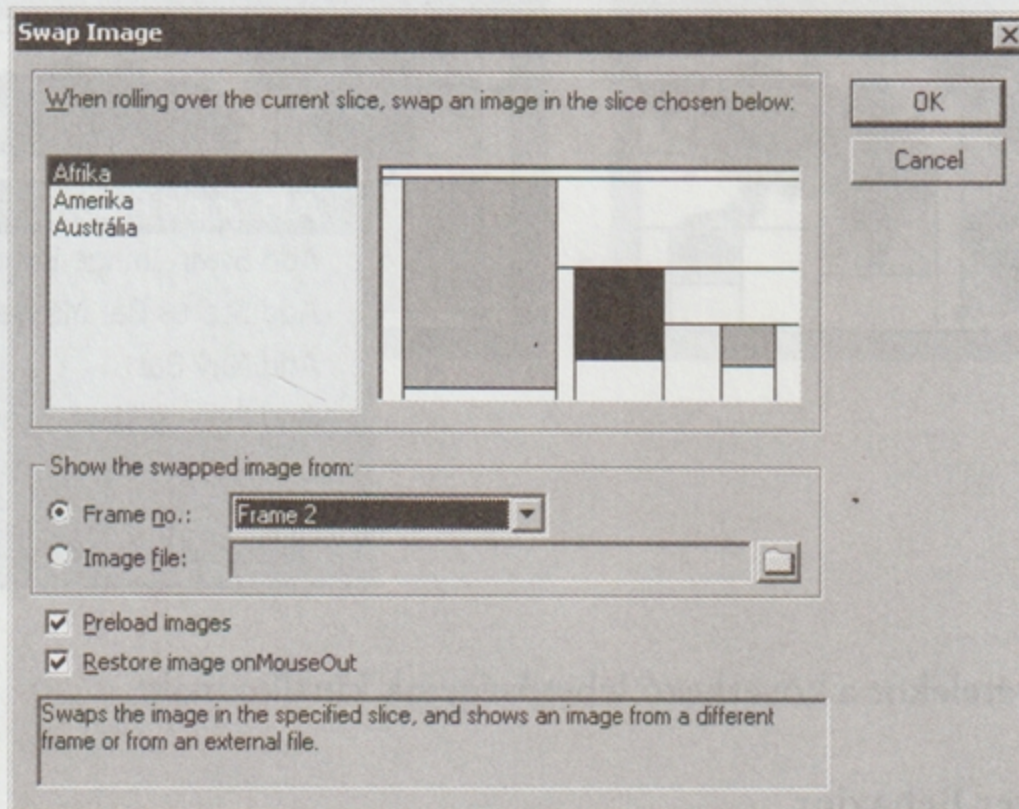 Swap Image
When rolling over the current slice, swap an image in the slice chosen below:
OK
Cancel
Afrika
Amerika
Austrália
Show the swapped image from:
Frame no.: Frame 2
Image file:
Preload images
Restore image onMouseOut
Swaps the image in the specified slice, and shows an image from a different
frame or from an external file.